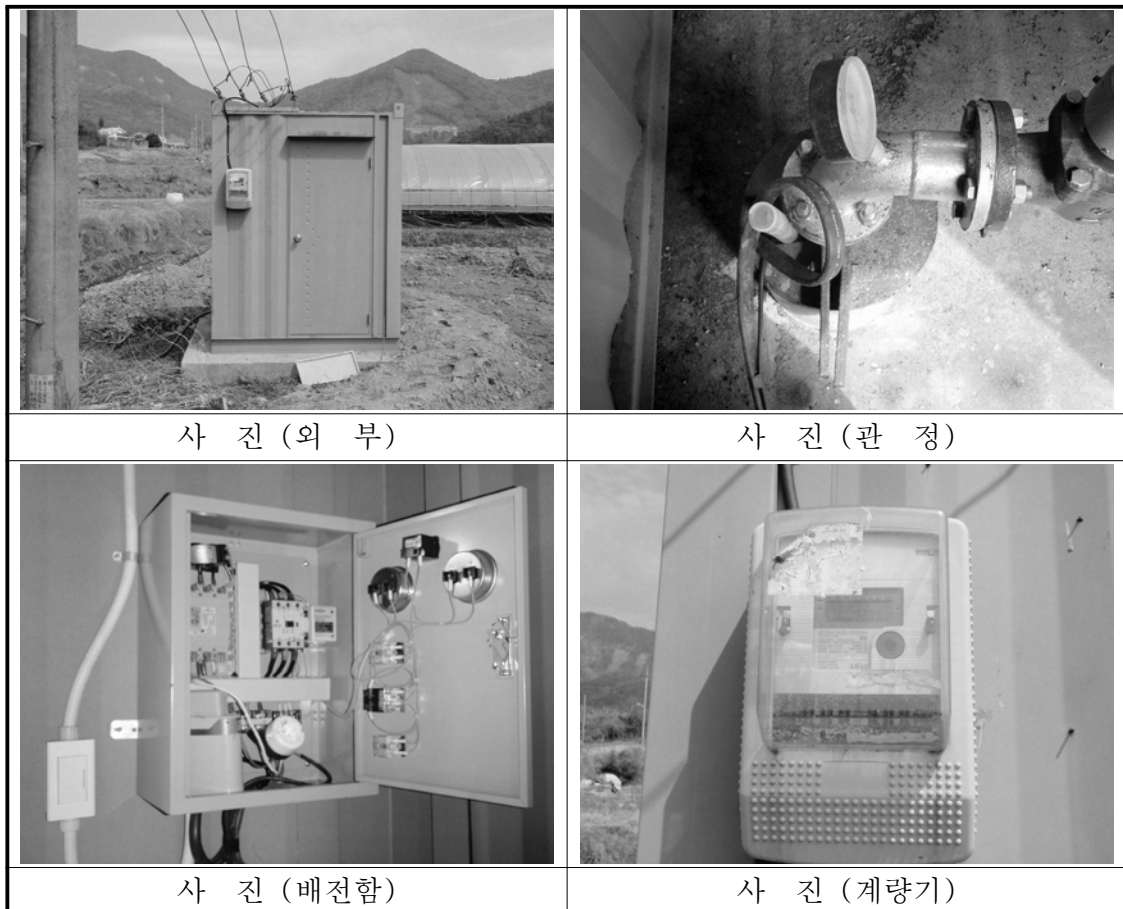 사 진 (외 부)
사 진 (관 정)
사 진 (배전함)
사 진 (계량기)